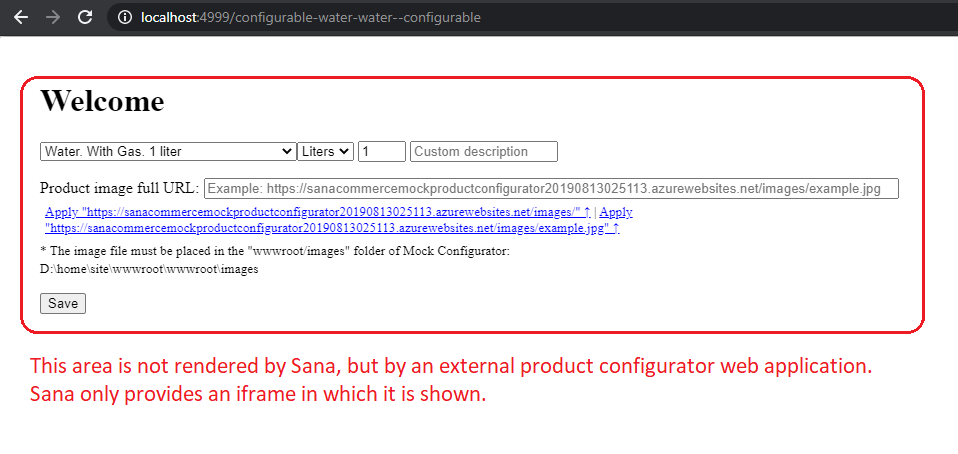 localhost:4999/configurable-water-water--configurable
Welcome
Water. With Gas. 1 liter Liters 1 Custom description
Product image full URL: Example: https://sanacommercemockproductconfigurator20190813025113.azurewebsites.net/images/example.jpg
Apply "https://sanacommercemockproductconfigurator20190813025113.azurewebsites.net/images/" ↑ | Apply
"https://sanacommercemockproductconfigurator20190813025113.azurewebsites.net/images/example.jpg" ↑
* The image file must be placed in the "wwwroot/images" folder of Mock Configurator:
D:\home\site\wwwroot\wwwroot\images
Save
This area is not rendered by Sana, but by an external product configurator web application.
Sana only provides an iframe in which it is shown.